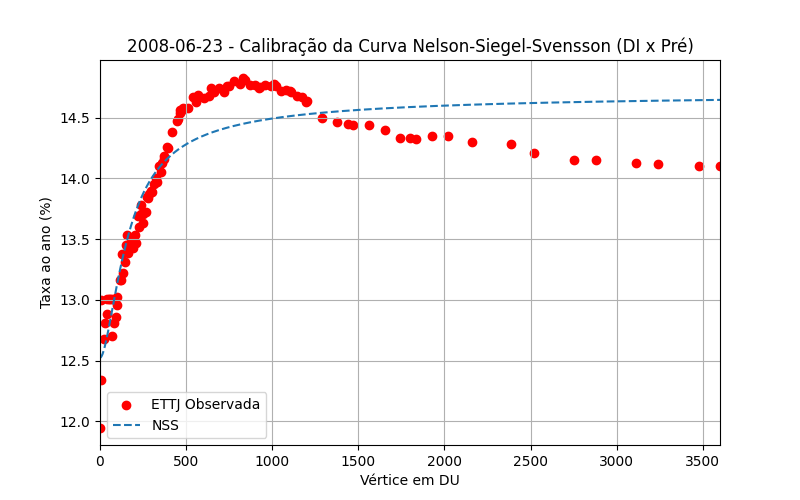 2008-06-23 - Calibração da Curva Nelson-Siegel-Svensson (DI x Pré)
Taxa ao ano (%)
14.5
14.0
13.5
13.0
12.5
12.0
ETTJ Observada
NSS
0 500 1000 1500 2000 2500 3000 3500
Vértice em DU